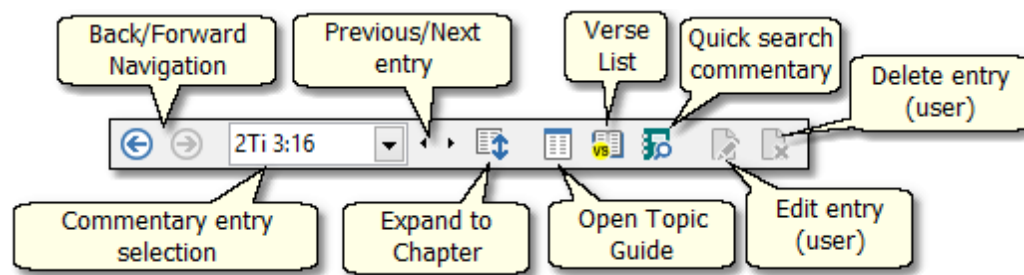 Back/Forward
Navigation
Previous/Next
entry
Verse
List
Quick search
commentary
Delete entry
(user)
2Ti 3:16
VS
Commentary entry
selection
Expand to
Chapter
Open Topic
Guide
Edit entry
(user)